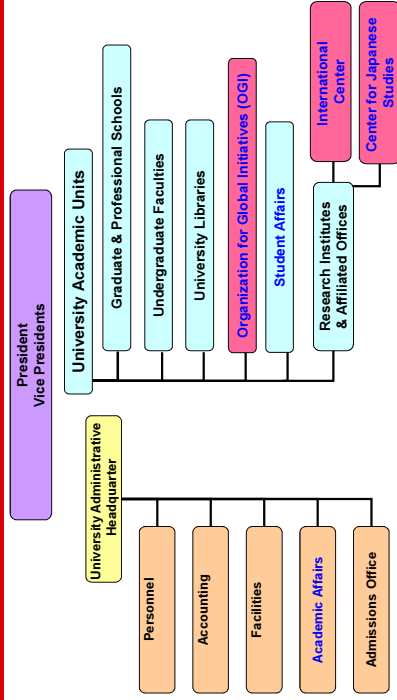 President
Vice Presidents
University Administrative
Headquarter
Personnel
Accounting
Facilities
Academic Affairs
Admissions Office
University Academic Units
Graduate & Professional Schools
Undergraduate Faculties
University Libraries
Organization for Global Initiatives (OGI)
Student Affairs
Research Institutes
& Affiliated Offices
International
Center
Center for Japanese
Studies